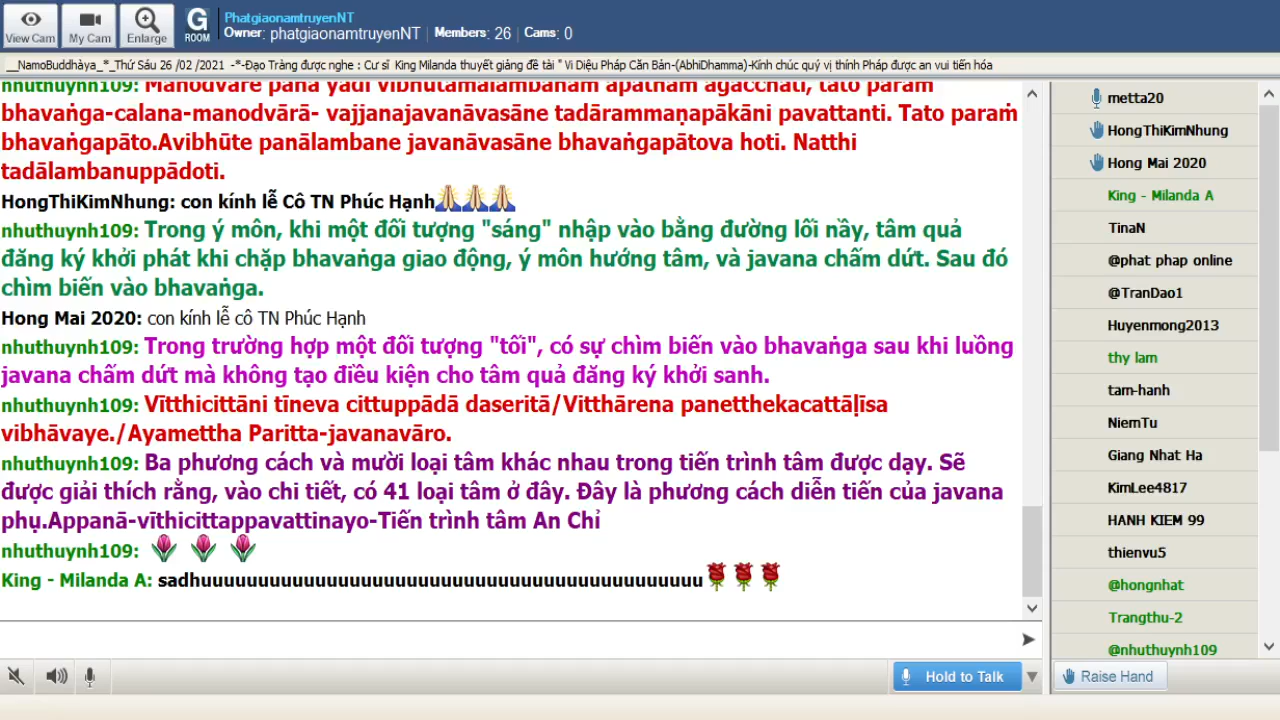 View Cam
My Cam
Enlarge
G
ROOM
PhatgiaonamtruyenNT
Owner: phatgiaonamtruyenNT | Members: 26 | Cams: 0
__NamoBuddhàya_*_Thứ Sáu 26 /02 /2021 -*-Đạo Tràng được nghe : Cư sĩ King Milanda thuyết giảng đề tài " Vi Diệu Pháp Căn Bản-(AbhiDhamma)-Kính chúc quý vị thính Pháp được an vui tiến hóa
nhuthuynh109: Manodvāre pana yadi vibhūtamālambanaṁ āpāthaṁ āgacchati, tato paraṁ
bhavaṅga-calana-manodvārā- vajjanajavanāvasāne tadārammaṇapākāni pavattanti. Tato paraṁ
bhavaṅgapāto.Avibhūte panālambane javanāvasāne bhavaṅgapātova hoti. Natthi
tadālambanuppādoti.
HongThiKimNhung: con kính lễ Cô TN Phúc Hạnh
nhuthuynh109: Trong ý môn, khi một đối tượng "sáng" nhập vào bằng đường lối nầy, tâm quả
đăng ký khởi phát khi chặp bhavaṅga giao động, ý môn hướng tâm, và javana chấm dứt. Sau đó
chìm biến vào bhavaṅga.
Hong Mai 2020: con kính lễ cô TN Phúc Hạnh
nhuthuynh109: Trong trường hợp một đối tượng "tối", có sự chìm biến vào bhavaṅga sau khi luồng
javana chấm dứt mà không tạo điều kiện cho tâm quả đăng ký khởi sanh.
nhuthuynh109: Vītthicittāni tīneva cittuppādā daseritā/Vitthārena panetthekacattāḷīsa
vibhāvaye./Ayamettha Paritta-javanavāro.
nhuthuynh109: Ba phương cách và mười loại tâm khác nhau trong tiến trình tâm được dạy. Sẽ
được giải thích rằng, vào chi tiết, có 41 loại tâm ở đây. Đây là phương cách diễn tiến của javana
phụ.Appanā-vīthicittappavattinayo-Tiến trình tâm An Chỉ
nhuthuynh109:
King - Milanda A: sadhuuuuuuuuuuuuuuuuuuuuuuuuuuuuuuuuuuuuuuuuuuuu
Hold to Talk
metta20
HongThiKimNhung
Hong Mai 2020
King - Milanda A
TinaN
@phat phap online
@TranDao1
Huyenmong2013
thy lam
tam-hanh
NiemTu
Giang Nhat Ha
KimLee4817
HANH KIEM 99
thienvu5
@hongnhat
Trangthu-2
@nhuthuynh109
Raise Hand